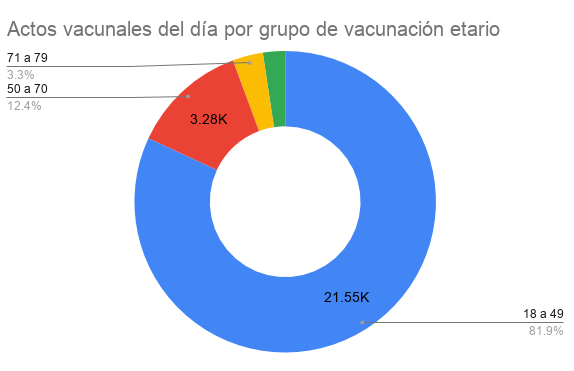 Actos vacunales del día por grupo de vacunación etario
71 a 79
3.3%
50 a 70
12.4%
3.28K
21.55K
18 a 49
81.9%